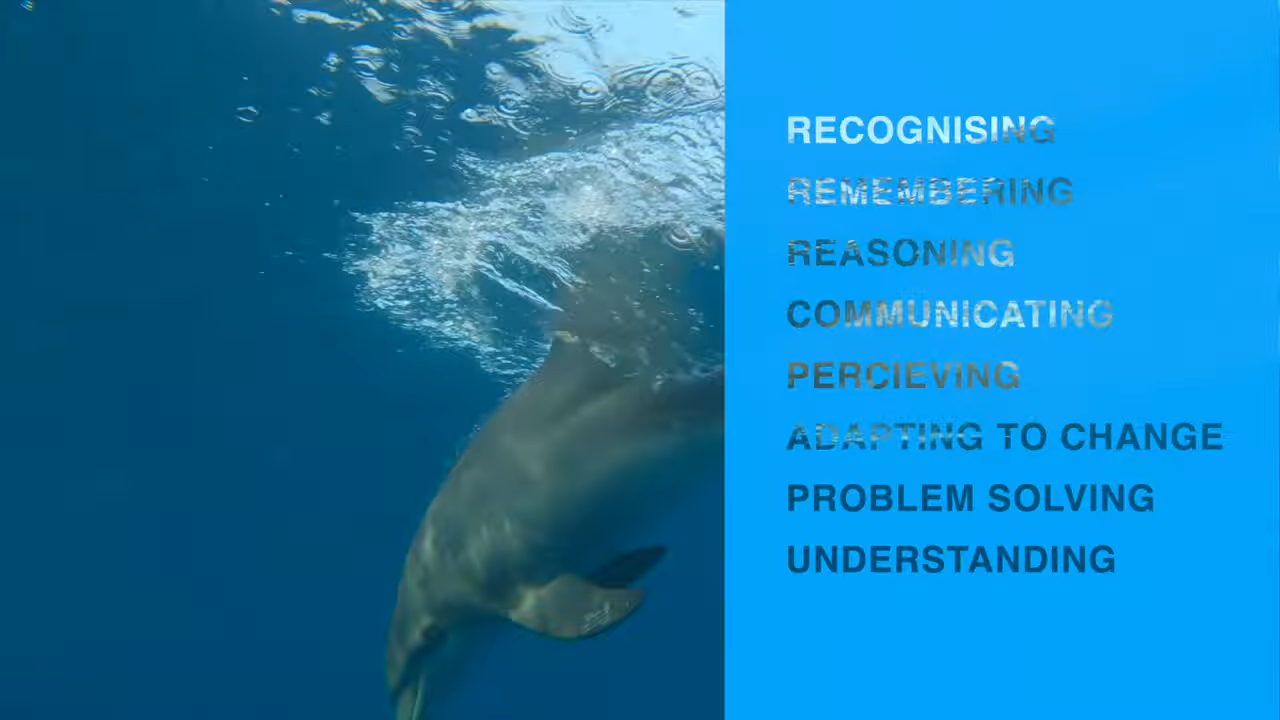 RECOGNISING
REMEMBERING
REASONING
COMMUNICATING
PERCIEVING
ADAPTING TO CHANGE
PROBLEM SOLVING
UNDERSTANDING